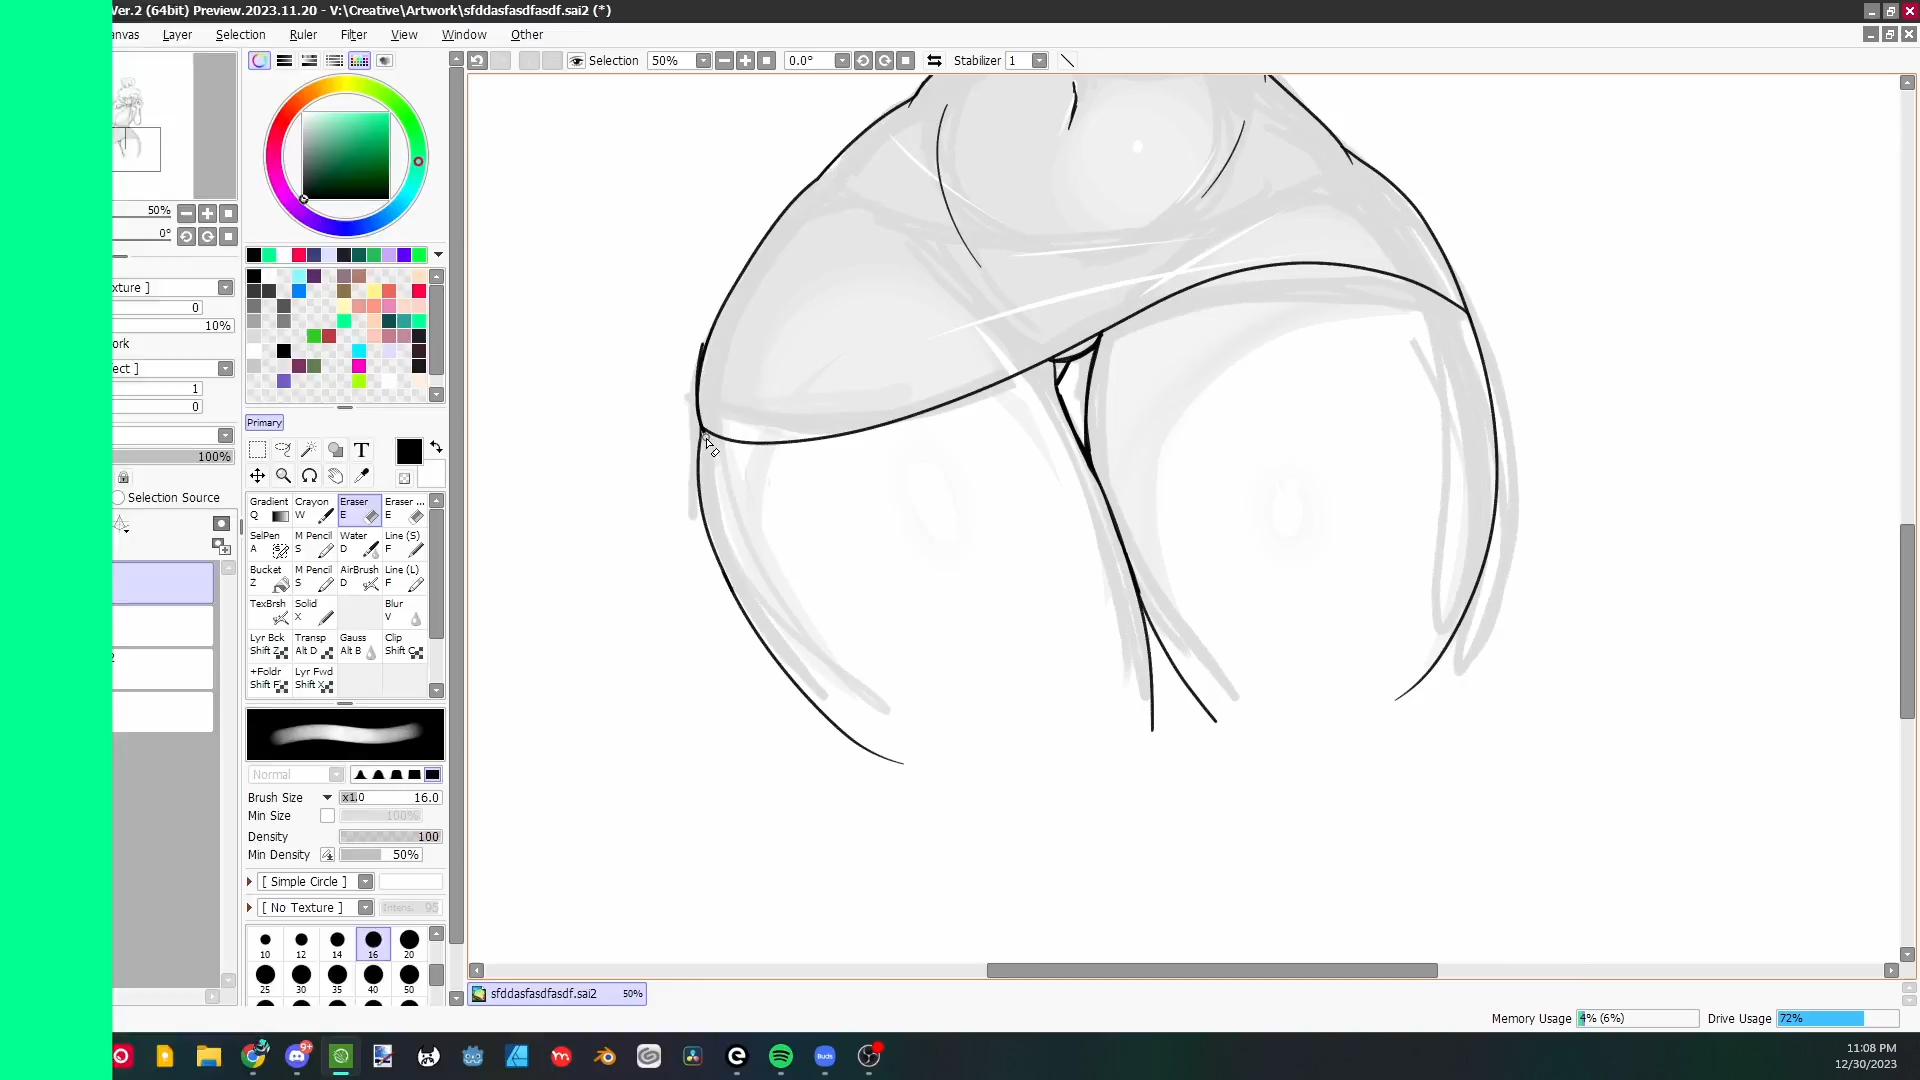 Ver.2 (64bit) Preview.2023.11.20 - V:\Creative\Artwork\sfddasfasdfasdf.sai2 (*)
anvas Layer Selection Ruler Filter View Window Other
Selection 50% 0.0° Stabilizer 1
50%
0°
xture ]
0
10%
ork
ect ]
1
0
100%
Selection Source
2
Primary
T
Gradient Q
Crayon W
Eraser E
Eraser ... E
SelPen A
M Pencil S
Water D
Line (S) F
Bucket Z
M Pencil S
AirBrush D
Line (L) F
TexBrsh
Solid X
Blur V
Lyr Bck Shift Z
Transp Alt D
Gauss Alt B
Clip Shift C
+Foldr Shift F
Lyr Fwd Shift X
Normal
Brush Size x1.0 16.0
Min Size 100%
Density 100
Min Density 50%
[ Simple Circle ]
[ No Texture ] Intens. 95
10 12 14 16 20
25 30 35 40 50
sfddasfasdfasdf.sai2 50%
Memory Usage 4% (6%) Drive Usage 72%
9+
Buds
11:08 PM
12/30/2023